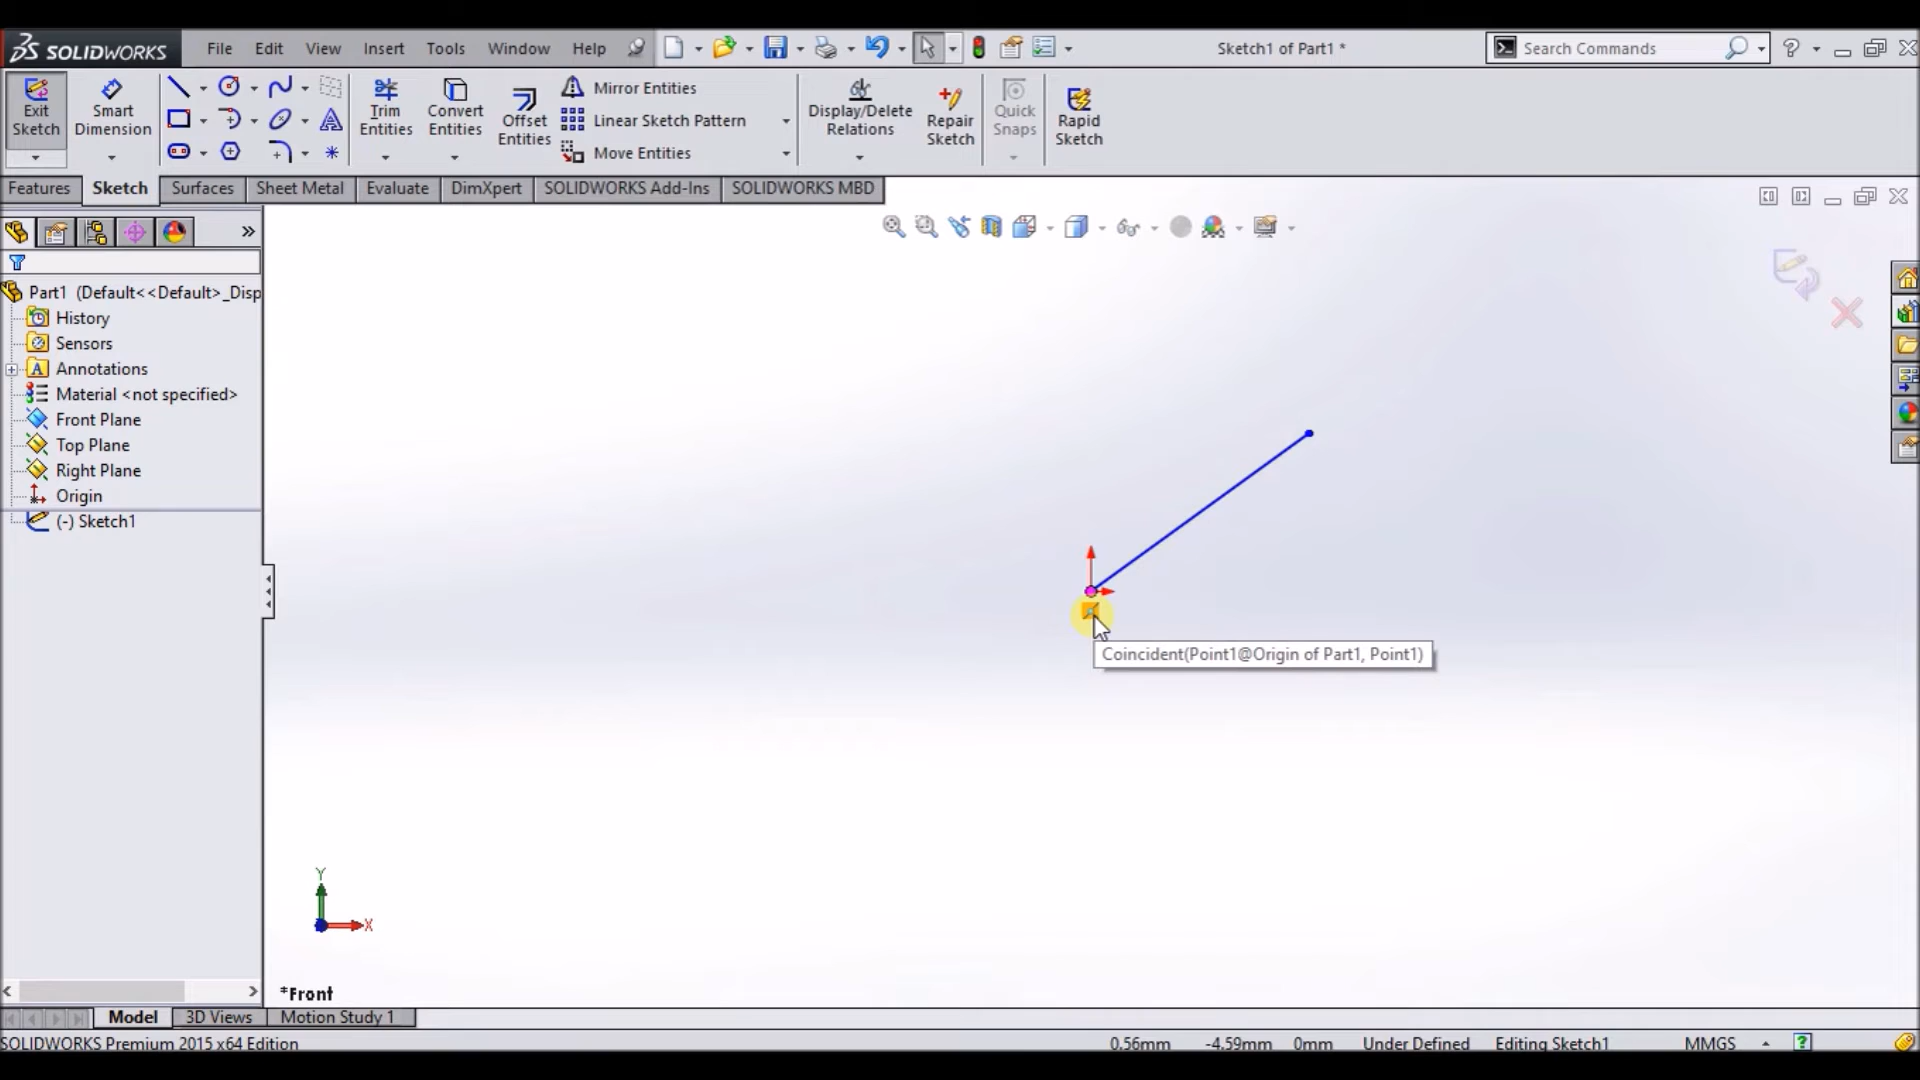 SOLIDWORKS File Edit View Insert Tools Window Help Sketch1 of Part1 * Search Commands
Exit Sketch
Smart Dimension
Trim Entities
Convert Entities
Offset Entities
Mirror Entities
Linear Sketch Pattern
Move Entities
Display/Delete Relations
Repair Sketch
Quick Snaps
Rapid Sketch
Features Sketch Surfaces Sheet Metal Evaluate DimXpert SOLIDWORKS Add-Ins SOLIDWORKS MBD
Part1 (Default<<Default>_Disp
History
Sensors
Annotations
Material <not specified>
Front Plane
Top Plane
Right Plane
Origin
(-) Sketch1
Coincident(Point1@Origin of Part1, Point1)
Y
X
*Front
Model 3D Views Motion Study 1
SOLIDWORKS Premium 2015 x64 Edition 0.56mm -4.59mm 0mm Under Defined Editing Sketch1 MMGS